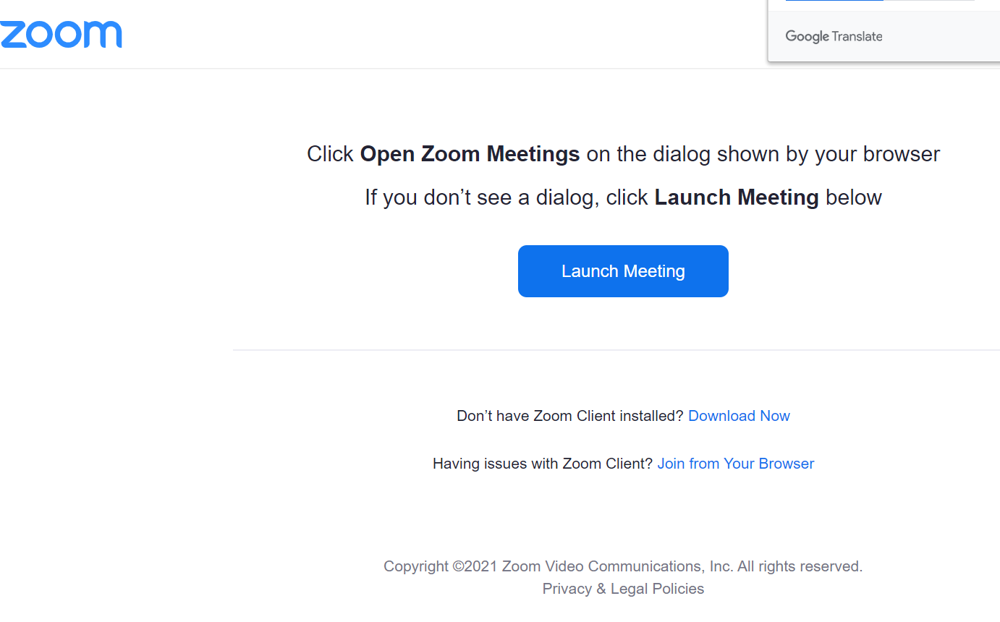 zoom
Google Translate
Click Open Zoom Meetings on the dialog shown by your browser
If you don’t see a dialog, click Launch Meeting below
Launch Meeting
Don’t have Zoom Client installed? Download Now
Having issues with Zoom Client? Join from Your Browser
Copyright ©2021 Zoom Video Communications, Inc. All rights reserved.
Privacy & Legal Policies